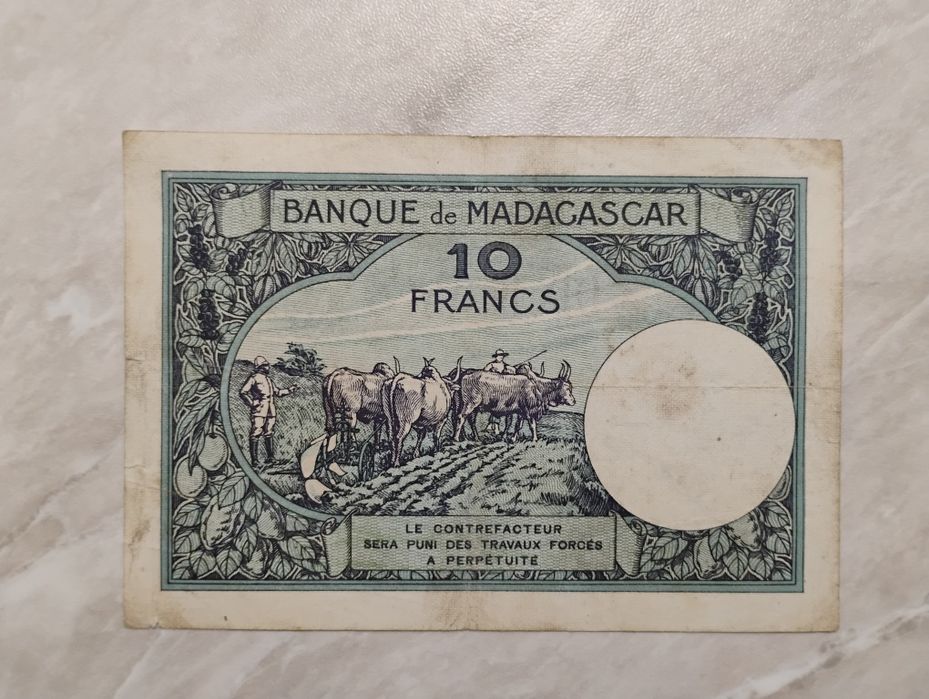 BANQUE de MADAGASCAR
10
FRANCS
LE CONTREFACTEUR
SERA PUNI DES TRAVAUX FORCÉS
A PERPÉTUITÉ